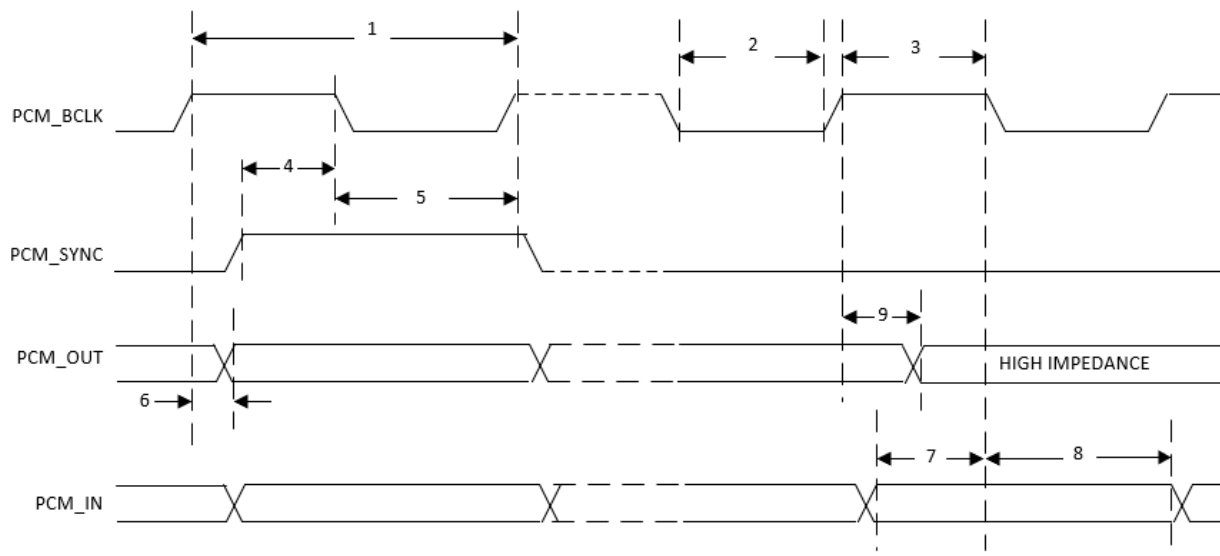 1
2
3
PCM_BCLK
4
5
PCM_SYNC
9
PCM_OUT
HIGH IMPEDANCE
6
7
8
PCM_IN